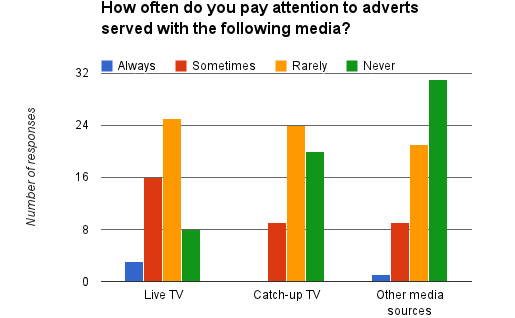 How often do you pay attention to adverts
served with the following media?
Always Sometimes Rarely Never
32
24
16
8
0
Number of responses
Live TV Catch-up TV Other media
sources